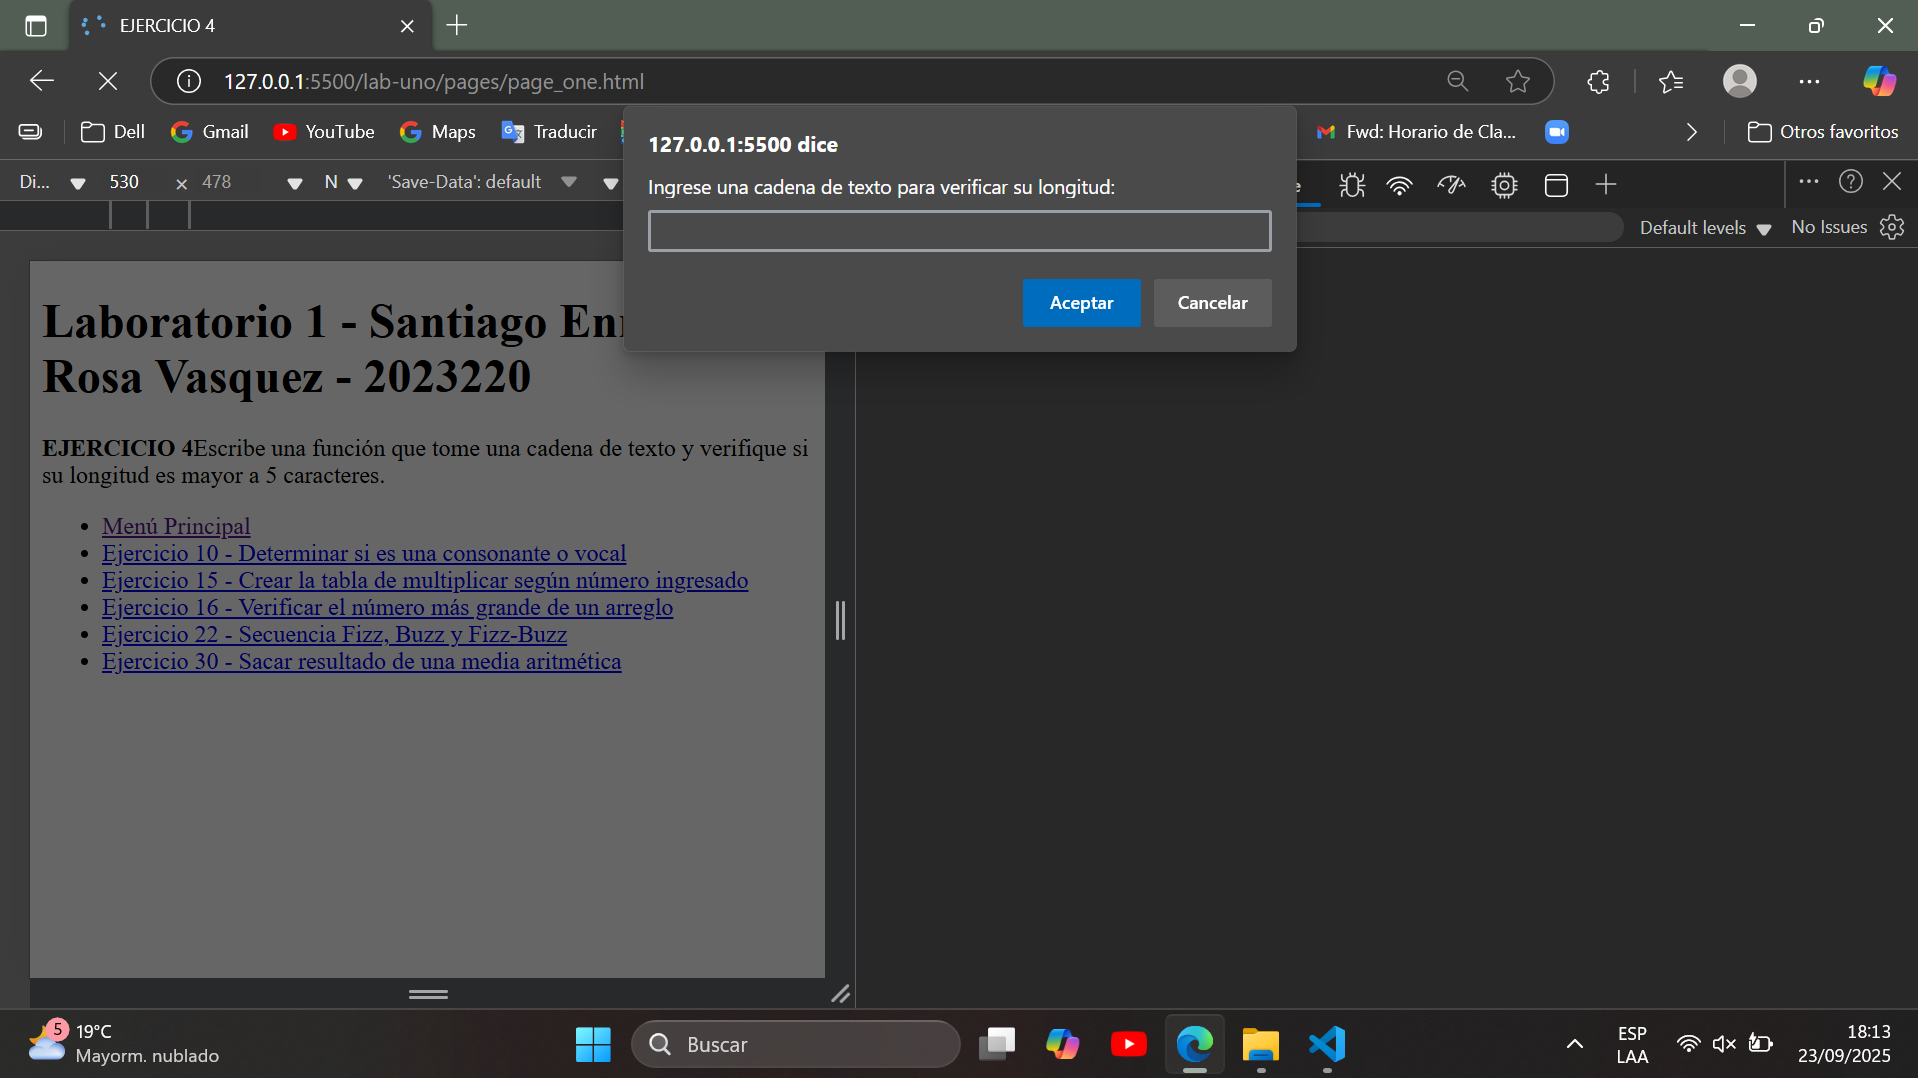 EJERCICIO 4
127.0.0.1:5500/lab-uno/pages/page_one.html
Dell
Gmail
YouTube
Maps
Traducir
Fwd: Horario de Cla...
Otros favoritos
127.0.0.1:5500 dice
Ingrese una cadena de texto para verificar su longitud:
Aceptar
Cancelar
Di...
530
×
478
N
'Save-Data': default
Default levels
No Issues
Laboratorio 1 - Santiago
Rosa Vasquez - 2023220
EJERCICIO 4Escribe una función que tome una cadena de texto y verifique si
su longitud es mayor a 5 caracteres.
Menú Principal
Ejercicio 10 - Determinar si es una consonante o vocal
Ejercicio 15 - Crear la tabla de multiplicar según número ingresado
Ejercicio 16 - Verificar el número más grande de un arreglo
Ejercicio 22 - Secuencia Fizz, Buzz y Fizz-Buzz
Ejercicio 30 - Sacar resultado de una media aritmética
5
19°C
Mayorm. nublado
Buscar
ESP
LAA
18:13
23/09/2025